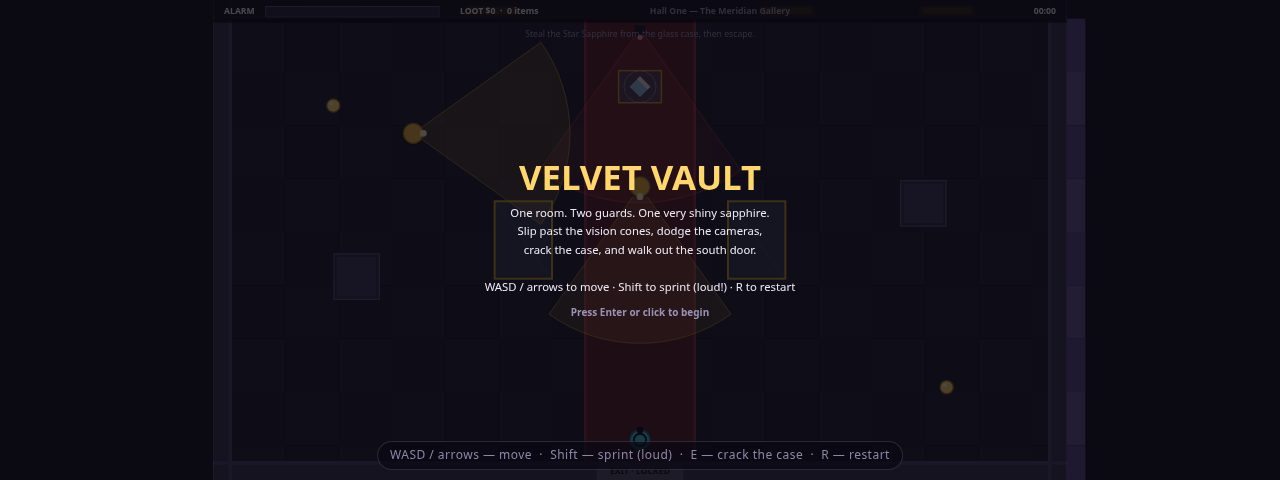 ALARM
LOOT $0 · 0 items
Hall One — The Meridian Gallery
00:00
Steal the Star Sapphire from the glass case, then escape.
VELVET VAULT
One room. Two guards. One very shiny sapphire.
Slip past the vision cones, dodge the cameras,
crack the case, and walk out the south door.
WASD / arrows to move · Shift to sprint (loud!) · R to restart
Press Enter or click to begin
WASD / arrows — move · Shift — sprint (loud) · E — crack the case · R — restart
EXIT · LOCKED